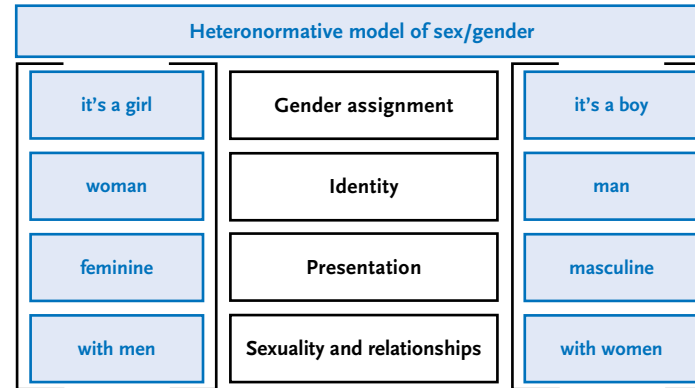 Heteronormative model of sex/gender
it's a girl Gender assignment it's a boy
woman Identity man
feminine Presentation masculine
with men Sexuality and relationships with women